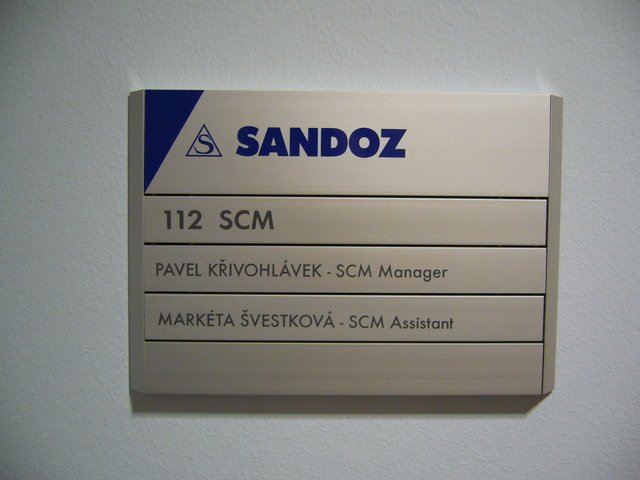 S SANDOZ
112 SCM
PAVEL KŘIVOHLÁVEK - SCM Manager
MARKÉTA ŠVESTKOVÁ - SCM Assistant